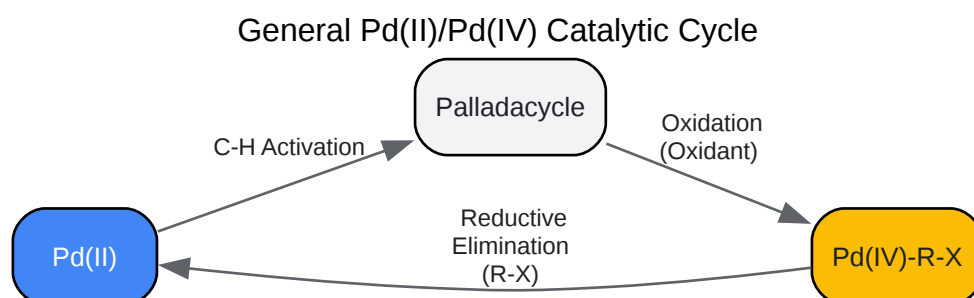 General Pd(II)/Pd(IV) Catalytic Cycle
Palladacycle
C-H Activation
Oxidation
(Oxidant)
Pd(II)
Reductive
Elimination
(R-X)
Pd(IV)-R-X